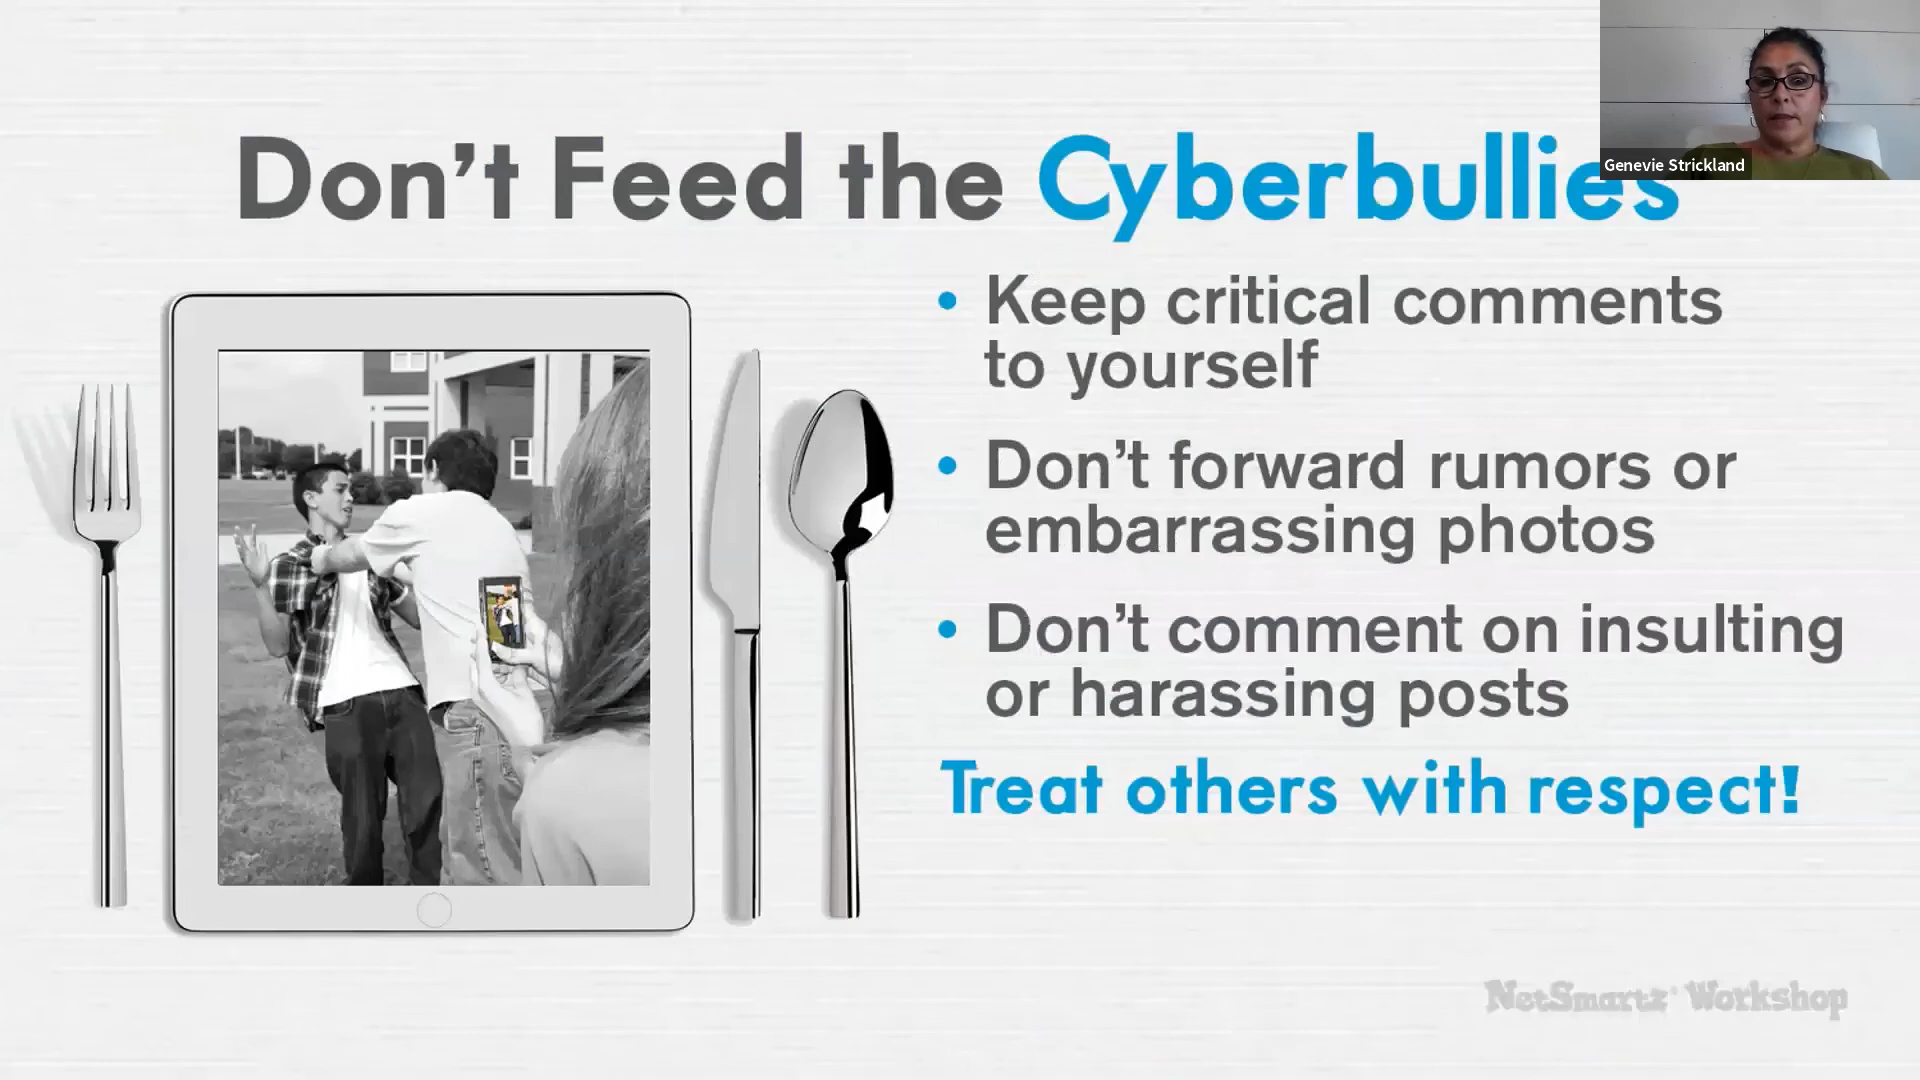 Don't Feed the Cyberbullies
Genevie Strickland
• Keep critical comments
to yourself
• Don't forward rumors or
embarrassing photos
• Don't comment on insulting
or harassing posts
Treat others with respect!
NetSmartz® Workshop